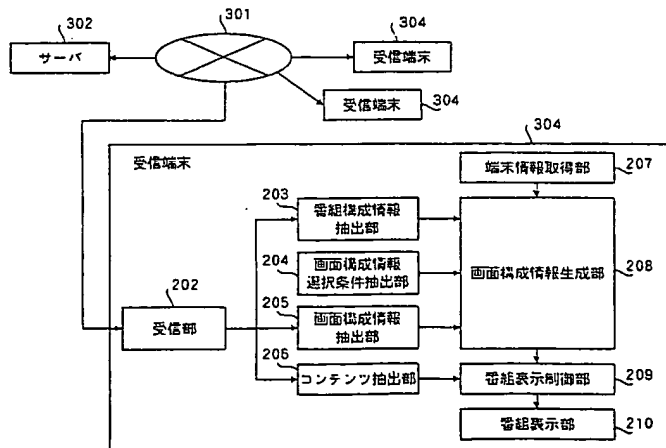 301
302
サーバ
304
受信端末
受信端末
304
304
受信端末
端末情報取得部
207
203
番組構成情報
抽出部
204
画面構成情報
選択条件抽出部
画面構成情報生成部
208
202
受信部
205
画面構成情報
抽出部
206
コンテンツ抽出部
番組表示制御部
209
番組表示部
210